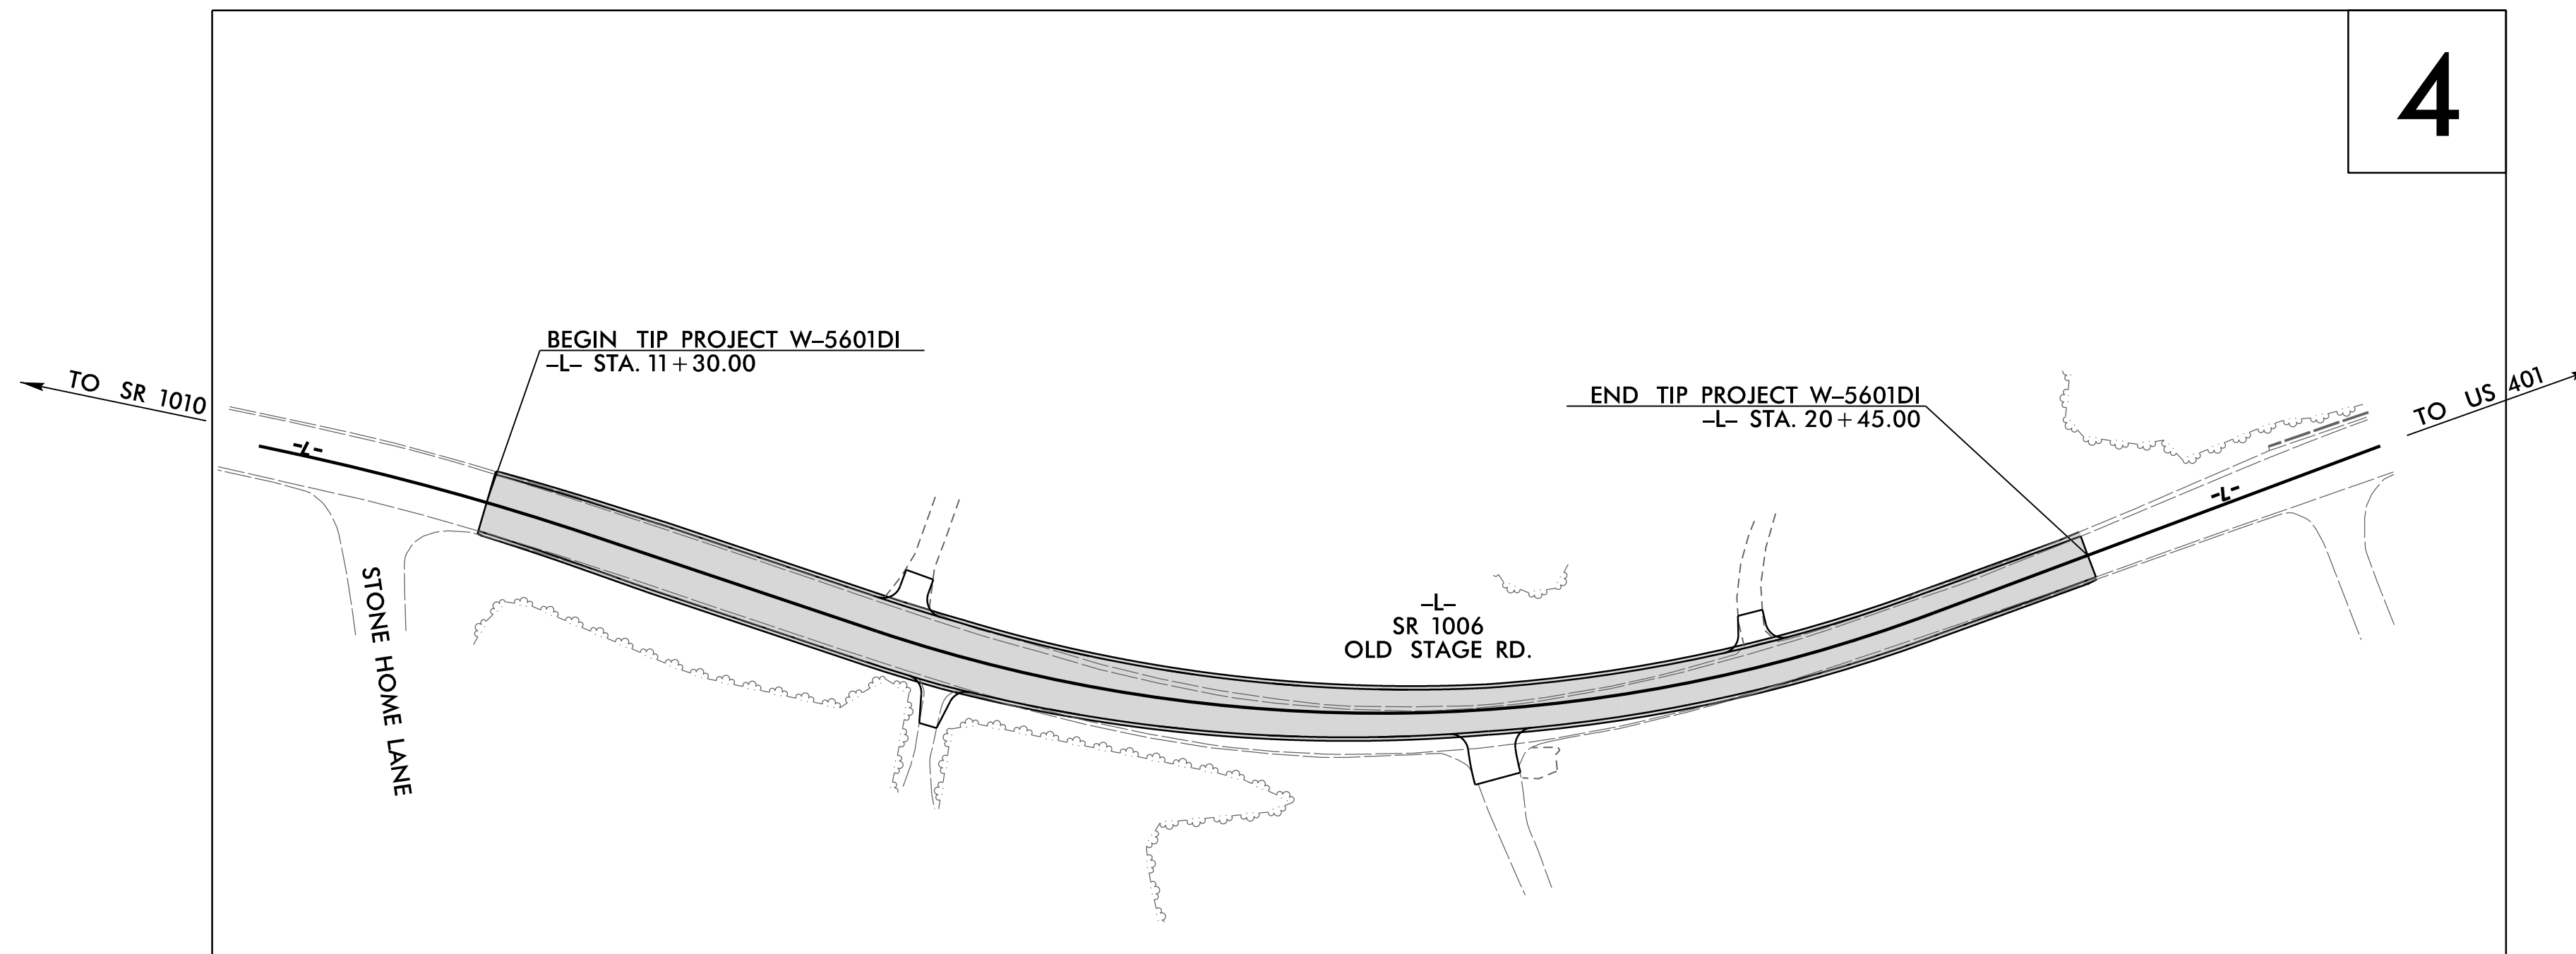 4
BEGIN TIP PROJECT W–5601DI
–L– STA. 11+30.00
END TIP PROJECT W–5601DI
–L– STA. 20+45.00
TO SR 1010
TO US 401
-L-
-L-
–L–
SR 1006
OLD STAGE RD.
STONE HOME LANE